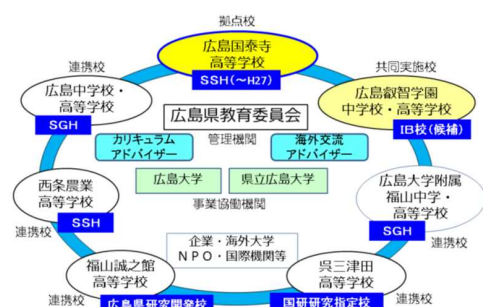 拠点校
広島国泰寺
高等学校
SSH(～H27)
連携校
広島中学校・
高等学校
SGH
共同実施校
広島叡智学園
中学校・高等学校
IB校(候補)
広島県教育委員会
管理機関
カリキュラム
アドバイザー
海外交流
アドバイザー
広島大学
県立広島大学
事業協働機関
西条農業
高等学校
SSH
連携校
広島大学附属
福山中学・
高等学校
SGH
連携校
企業・海外大学
NPO・国際機関等
福山誠之館
高等学校
広島県研究開発校
連携校
呉三津田
高等学校
国研研究指定校
連携校